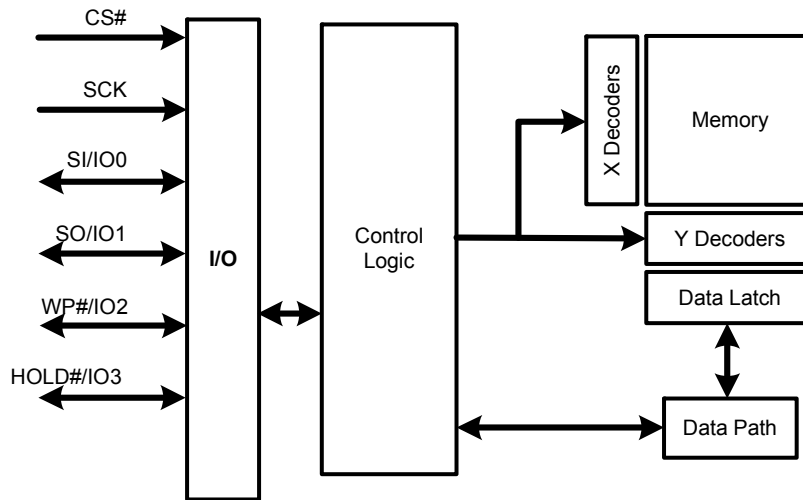 CS#
SCK
SI/IO0
SO/IO1
WP#/IO2
HOLD#/IO3
I/O
Control
Logic
X Decoders
Memory
Y Decoders
Data Latch
Data Path